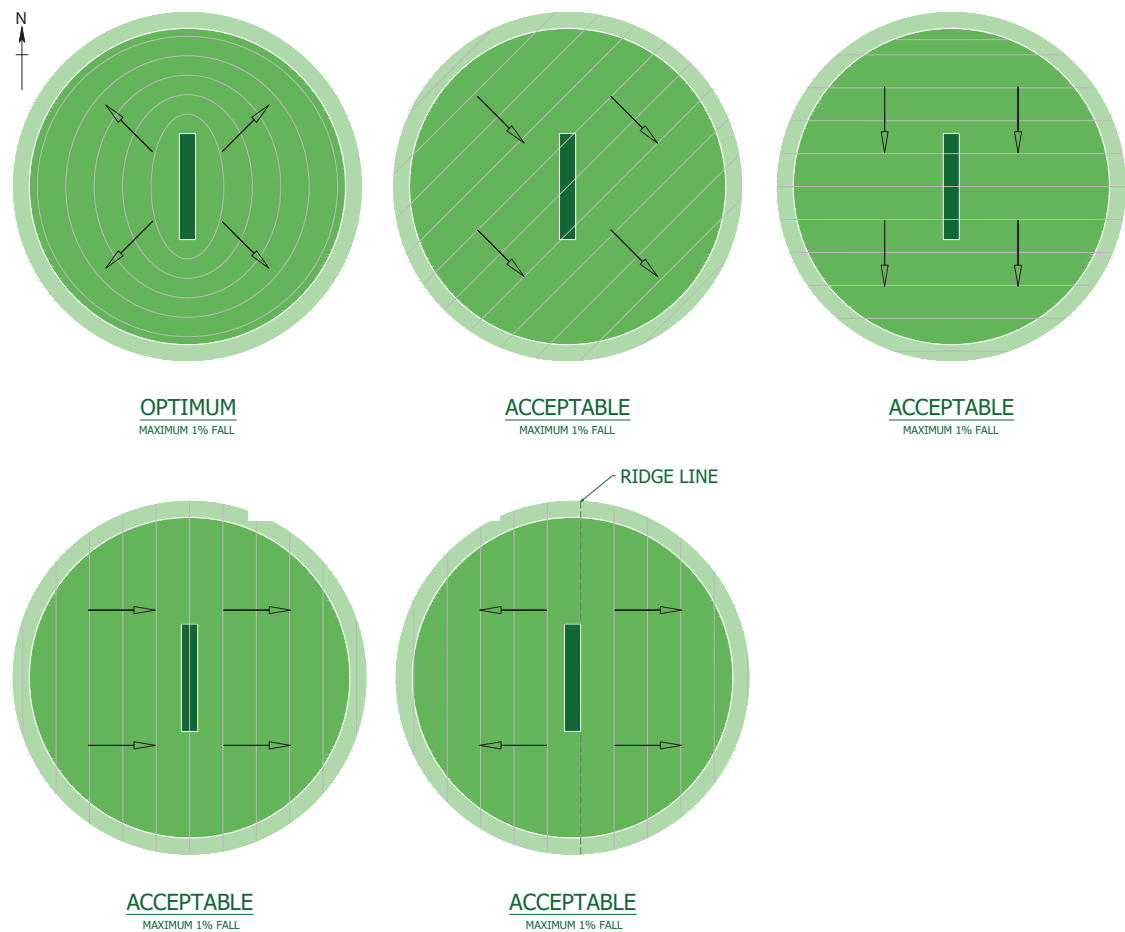 N
OPTIMUM
MAXIMUM 1% FALL
ACCEPTABLE
MAXIMUM 1% FALL
ACCEPTABLE
MAXIMUM 1% FALL
RIDGE LINE
ACCEPTABLE
MAXIMUM 1% FALL
ACCEPTABLE
MAXIMUM 1% FALL